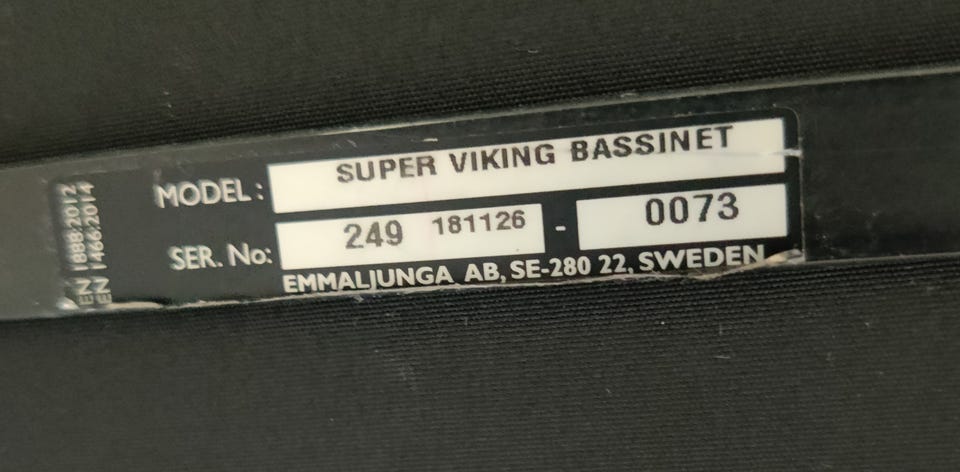 EN 1888:2012
EN 1466:2014
MODEL: SUPER VIKING BASSINET
SER. No: 249 181126 - 0073
EMMALJUNGA AB, SE-280 22, SWEDEN